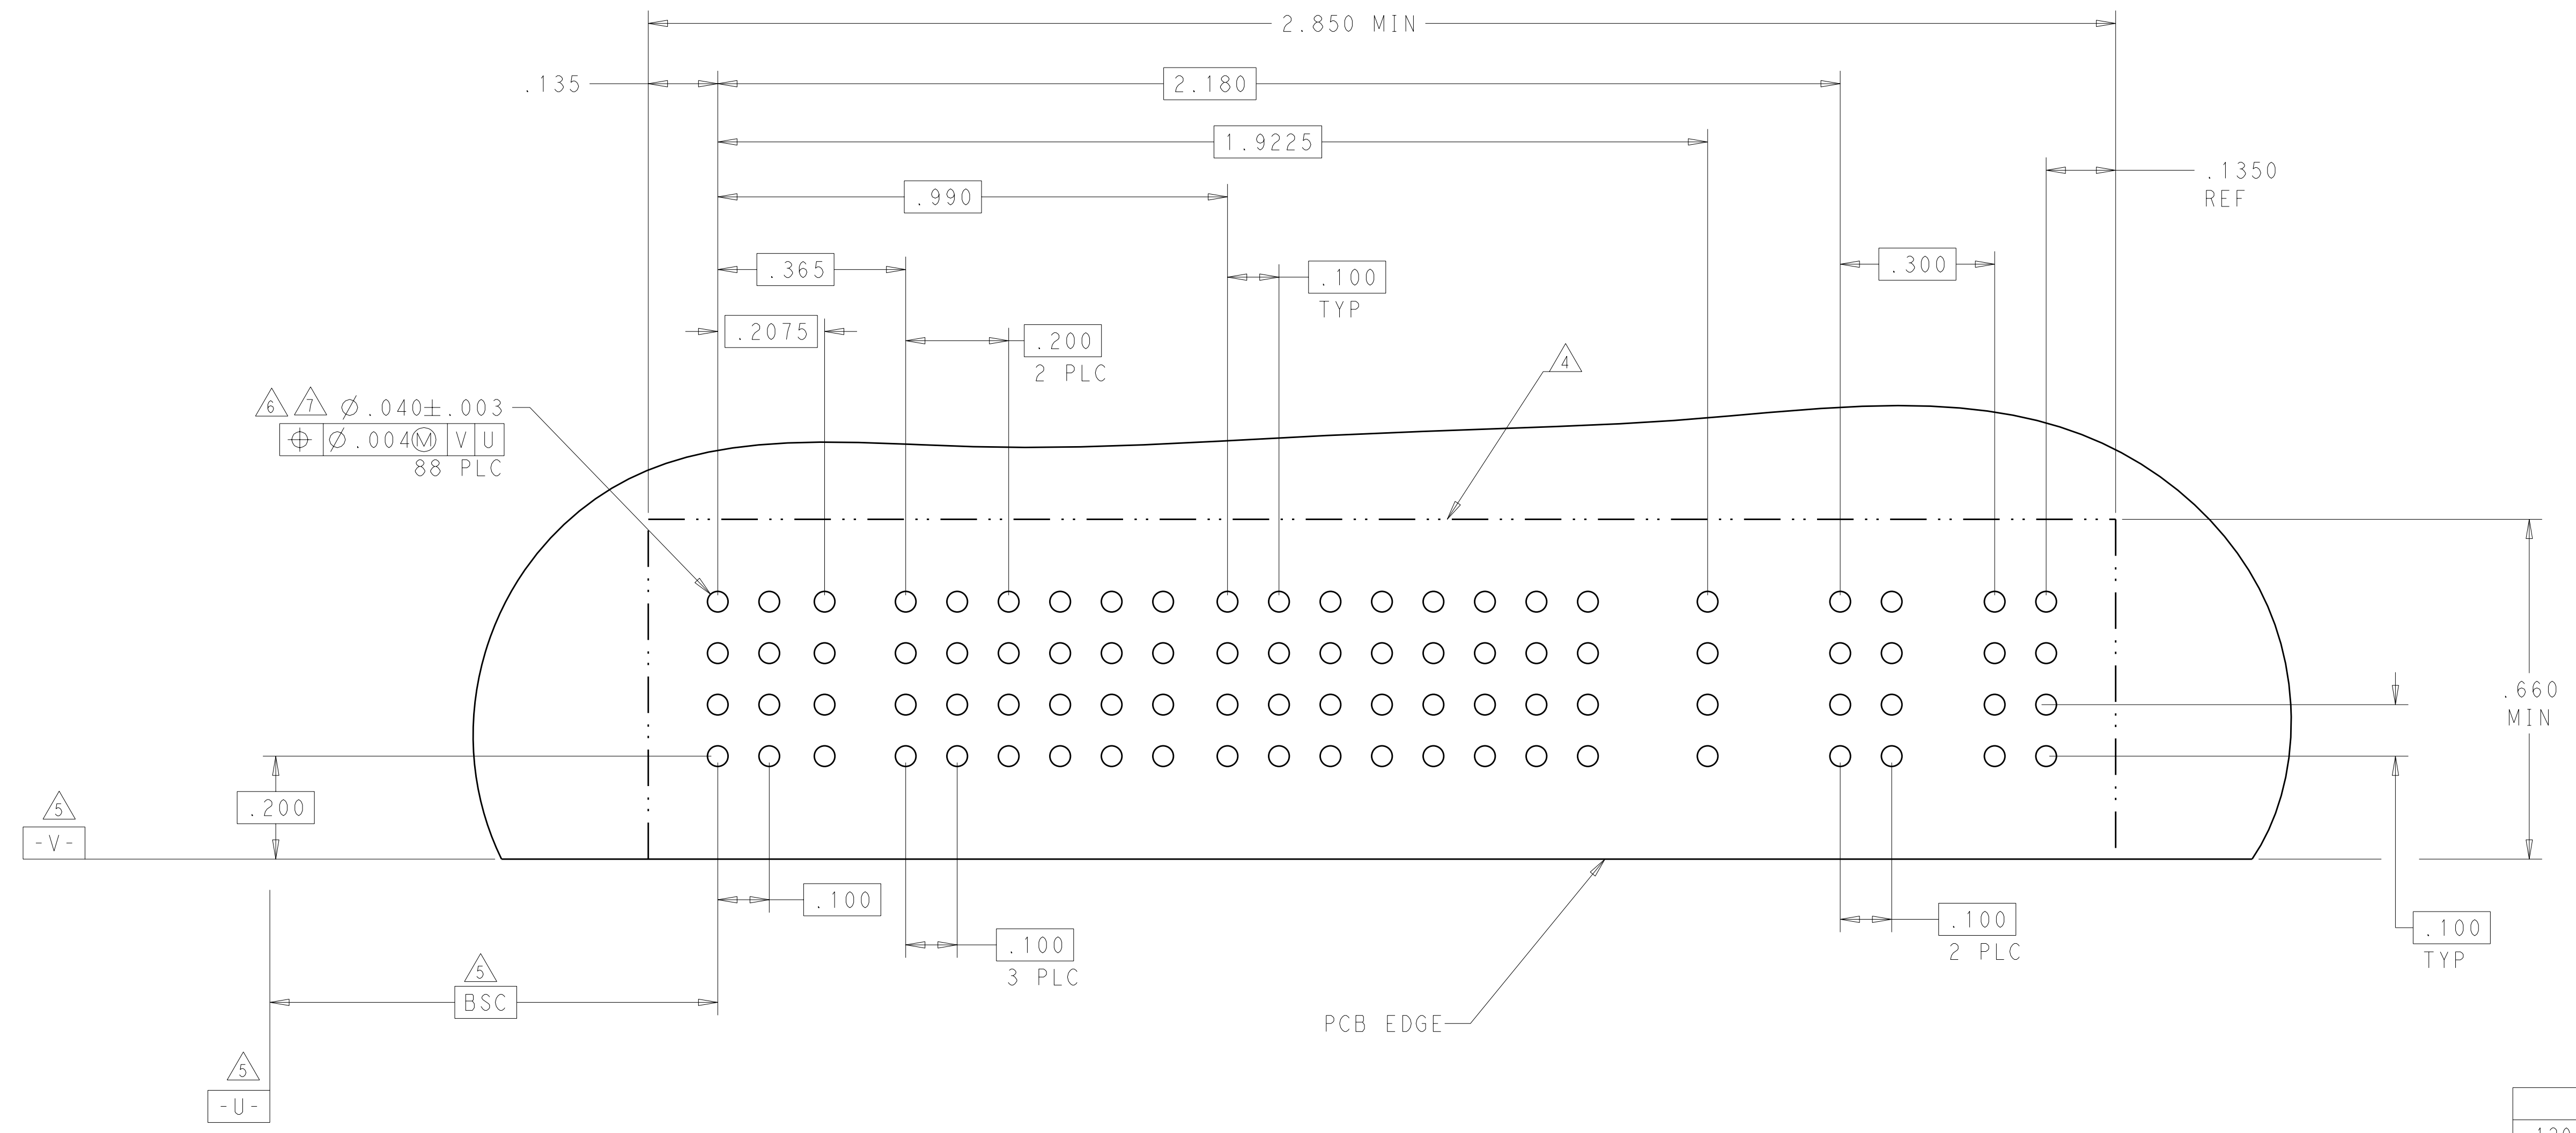 2.850 MIN
.135
2.180
1.9225
.1350
REF
.990
.365
.100
TYP
.300
.2075
.200
2 PLC
4
6 7 Ø.040±.003
⌖ Ø.004Ⓜ V U
88 PLC
.660
MIN
5
-V-
.200
.100
.100
3 PLC
.100
2 PLC
.100
TYP
5
BSC
PCB EDGE
5
-U-